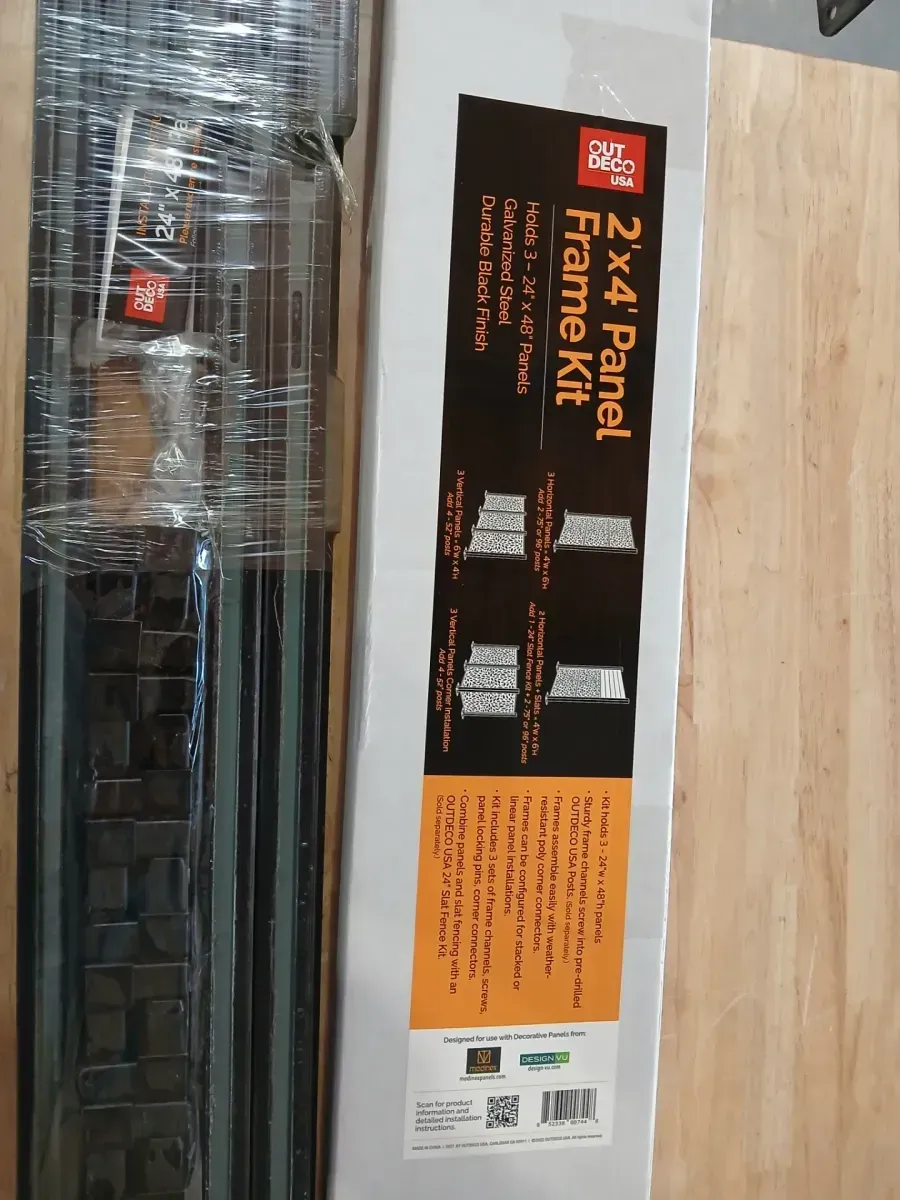 OUT
DECO
USA
2'x4' Panel
Frame Kit
Holds 3 – 24" x 48" Panels
Galvanized Steel
Durable Black Finish
3 Horizontal Panels • 4'W x 6'H
Add 2 - 75" or 96" posts
2 Horizontal Panels + Slats • 4'W x 6'H
Add 1 - 24" Slat Fence Kit + 2 - 75" or 96" posts
3 Vertical Panels • 6'W x 4'H
Add 4 - 52" posts
3 Vertical Panels Corner Installation
Add 4 - 52" posts
• Kit holds 3 - 24"w x 48"h panels
• Sturdy frame channels screw into pre-drilled
OUTDECO USA Posts. (Sold separately.)
• Frames assemble easily with weather-
resistant poly corner connectors.
• Frames can be configured for stacked or
linear panel installations.
• Kit includes 3 sets of frame channels, screws,
panel locking pins, corner connectors.
• Combine panels and slat fencing with an
OUTDECO USA 24" Slat Fence Kit.
(Sold separately.)
Designed for use with Decorative Panels from:
modinex
modinexpanels.com
DESIGN VU
design-vu.com
Scan for product
information and
detailed installation
instructions.
OUT
DECO
USA
24" x 48"